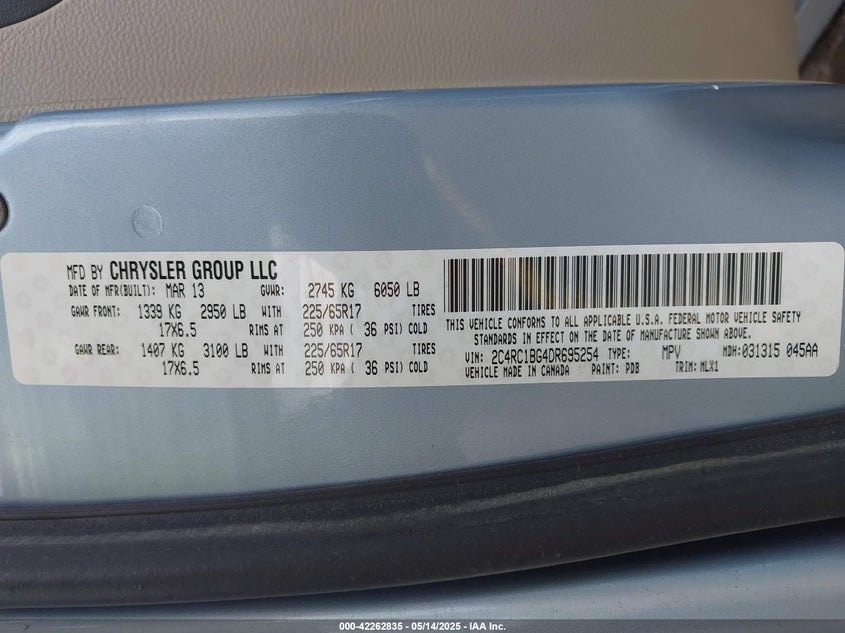 MFD BY CHRYSLER GROUP LLC
DATE OF MFR(BUILT): MAR 13 GVWR: 2745 KG 6050 LB
GAWR FRONT: 1339 KG 2950 LB WITH 225/65R17 TIRES
17X6.5 RIMS AT 250 KPA ( 36 PSI) COLD
GAWR REAR: 1407 KG 3100 LB WITH 225/65R17 TIRES
17X6.5 RIMS AT 250 KPA ( 36 PSI) COLD
THIS VEHICLE CONFORMS TO ALL APPLICABLE U.S.A. FEDERAL MOTOR VEHICLE SAFETY
STANDARDS IN EFFECT ON THE DATE OF MANUFACTURE SHOWN ABOVE.
VIN: 2C4RC1BG4DR695254 TYPE: MPV MDH: 031315 045AA
VEHICLE MADE IN CANADA PAINT: PDB TRIM: MLX1
000-42262835 - 05/14/2025 - IAA Inc.